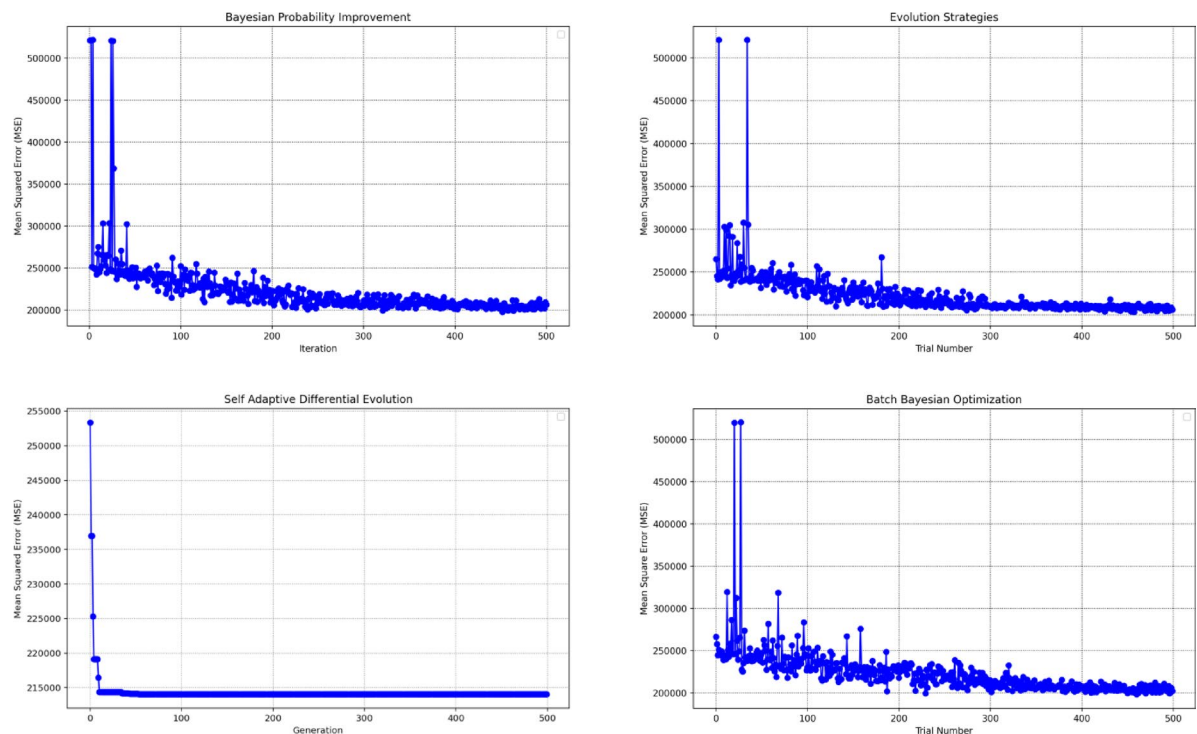 Bayesian Probability Improvement
Mean Squared Error (MSE)
500000
450000
400000
350000
300000
250000
200000
0 100 200 300 400 500
Iteration
Evolution Strategies
Mean Squared Error (MSE)
500000
450000
400000
350000
300000
250000
200000
0 100 200 300 400 500
Trial Number
Self Adaptive Differential Evolution
Mean Squared Error (MSE)
255000
250000
245000
240000
235000
230000
225000
220000
215000
0 100 200 300 400 500
Generation
Batch Bayesian Optimization
Mean Square Error (MSE)
500000
450000
400000
350000
300000
250000
200000
0 100 200 300 400 500
Trial Number